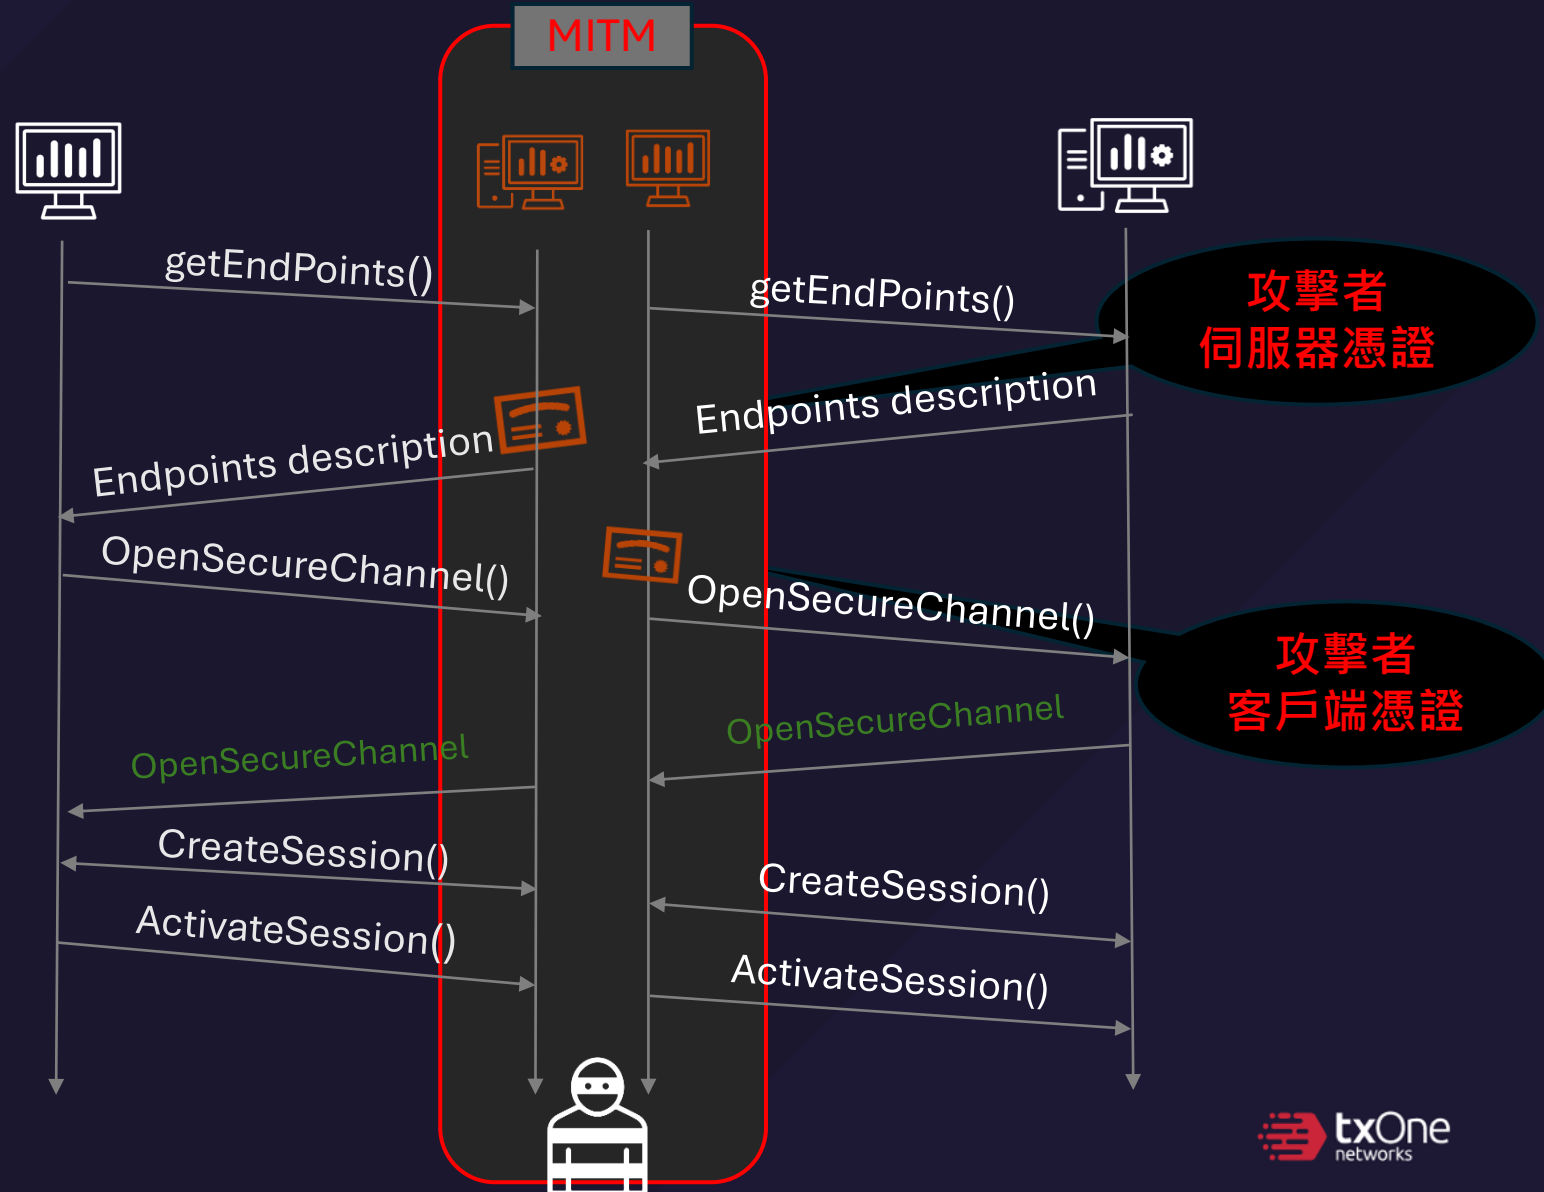 MITM
getEndPoints()
getEndPoints()
攻擊者
伺服器憑證
Endpoints description
Endpoints description
OpenSecureChannel()
OpenSecureChannel()
攻擊者
客戶端憑證
OpenSecureChannel
OpenSecureChannel
CreateSession()
CreateSession()
ActivateSession()
ActivateSession()
txOne
networks